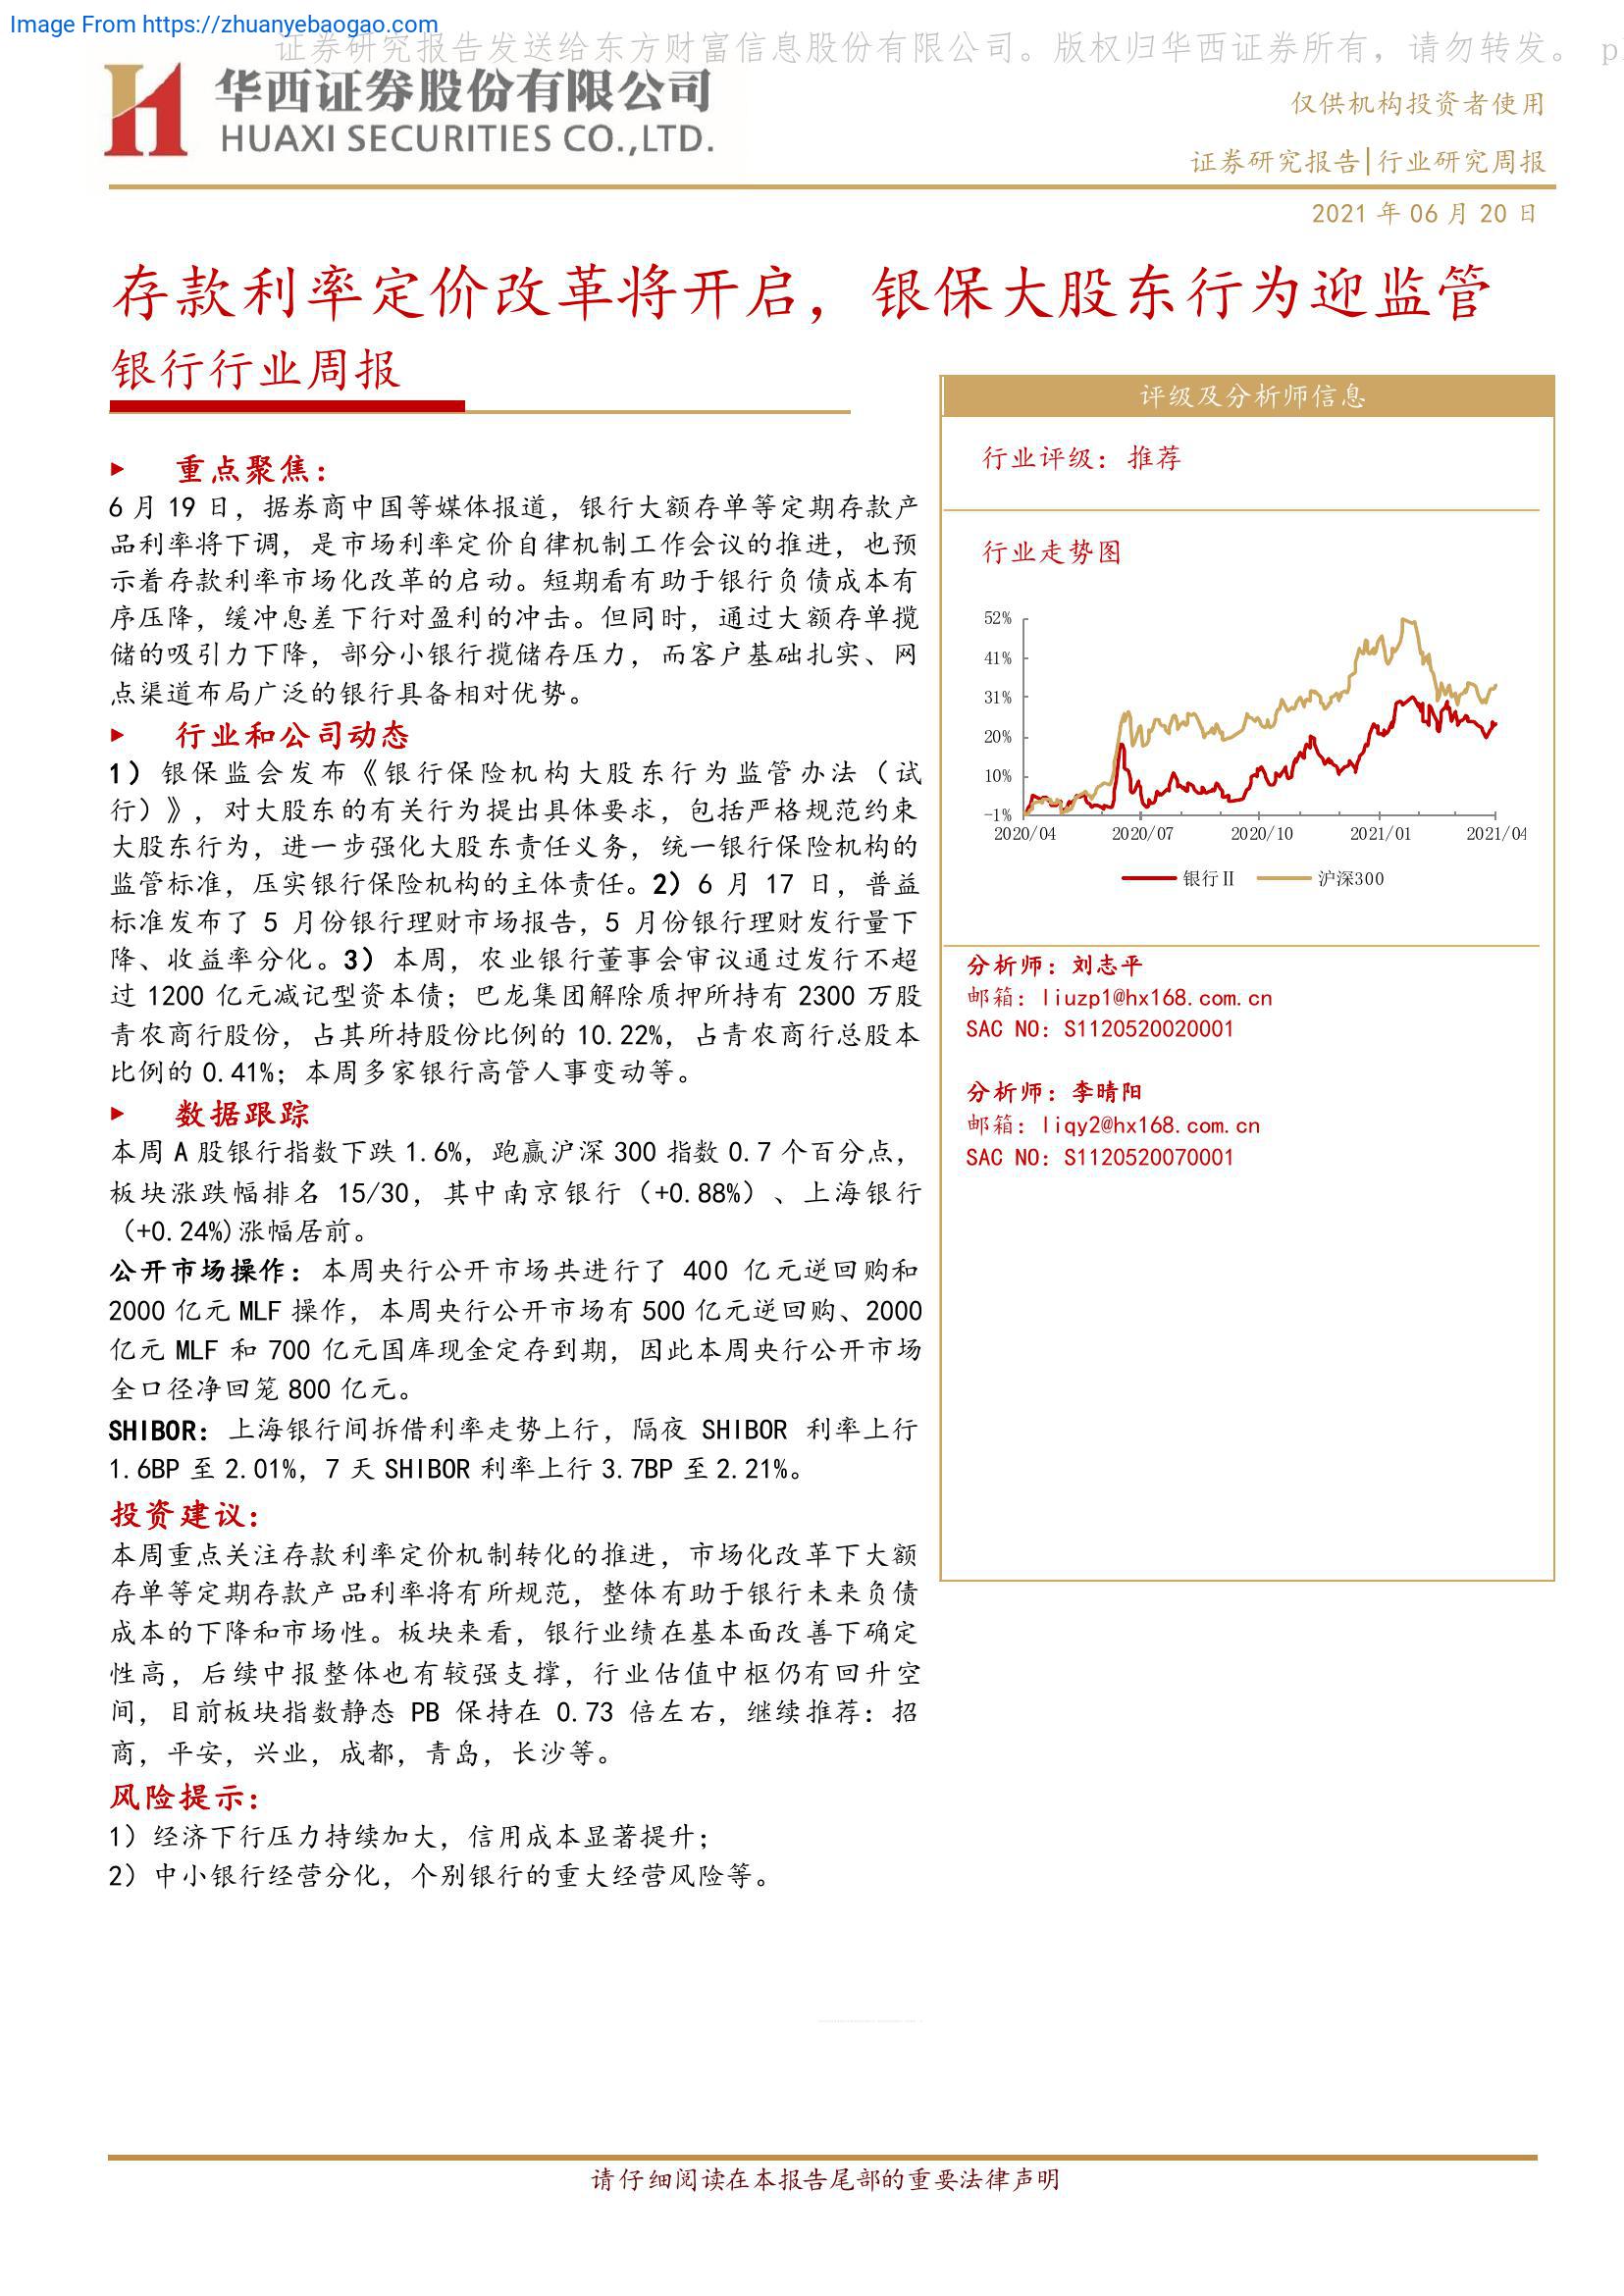 Image From https://zhuanyebaogao.com
证券研究报告发送给东方财富信息股份有限公司。版权归华西证券所有，请勿转发。 p
华西证券股份有限公司
HUAXI SECURITIES CO.,LTD.
仅供机构投资者使用
证券研究报告|行业研究周报
2021 年 06 月 20 日
存款利率定价改革将开启，银保大股东行为迎监管
银行行业周报
重点聚焦：
6 月 19 日，据券商中国等媒体报道，银行大额存单等定期存款产
品利率将下调，是市场利率定价自律机制工作会议的推进，也预
示着存款利率市场化改革的启动。短期看有助于银行负债成本有
序压降，缓冲息差下行对盈利的冲击。但同时，通过大额存单揽
储的吸引力下降，部分小银行揽储存压力，而客户基础扎实、网
点渠道布局广泛的银行具备相对优势。
行业和公司动态
1）银保监会发布《银行保险机构大股东行为监管办法（试
行）》，对大股东的有关行为提出具体要求，包括严格规范约束
大股东行为，进一步强化大股东责任义务，统一银行保险机构的
监管标准，压实银行保险机构的主体责任。2）6 月 17 日，普益
标准发布了 5 月份银行理财市场报告，5 月份银行理财发行量下
降、收益率分化。3）本周，农业银行董事会审议通过发行不超
过 1200 亿元减记型资本债；巴龙集团解除质押所持有 2300 万股
青农商行股份，占其所持股份比例的 10.22%，占青农商行总股本
比例的 0.41%；本周多家银行高管人事变动等。
数据跟踪
本周 A 股银行指数下跌 1.6%，跑赢沪深 300 指数 0.7 个百分点，
板块涨跌幅排名 15/30，其中南京银行（+0.88%）、上海银行
（+0.24%)涨幅居前。
公开市场操作：本周央行公开市场共进行了 400 亿元逆回购和
2000 亿元 MLF 操作，本周央行公开市场有 500 亿元逆回购、2000
亿元 MLF 和 700 亿元国库现金定存到期，因此本周央行公开市场
全口径净回笼 800 亿元。
SHIBOR：上海银行间拆借利率走势上行，隔夜 SHIBOR 利率上行
1.6BP 至 2.01%，7 天 SHIBOR 利率上行 3.7BP 至 2.21%。
投资建议：
本周重点关注存款利率定价机制转化的推进，市场化改革下大额
存单等定期存款产品利率将有所规范，整体有助于银行未来负债
成本的下降和市场性。板块来看，银行业绩在基本面改善下确定
性高，后续中报整体也有较强支撑，行业估值中枢仍有回升空
间，目前板块指数静态 PB 保持在 0.73 倍左右，继续推荐：招
商，平安，兴业，成都，青岛，长沙等。
风险提示：
1）经济下行压力持续加大，信用成本显著提升；
2）中小银行经营分化，个别银行的重大经营风险等。
评级及分析师信息
行业评级：推荐
行业走势图
52%
41%
31%
20%
10%
-1%
2020/04 2020/07 2020/10 2021/01 2021/04
银行Ⅱ 沪深300
分析师：刘志平
邮箱：liuzp1@hx168.com.cn
SAC NO：S1120520020001
分析师：李晴阳
邮箱：liqy2@hx168.com.cn
SAC NO：S1120520070001
请仔细阅读在本报告尾部的重要法律声明